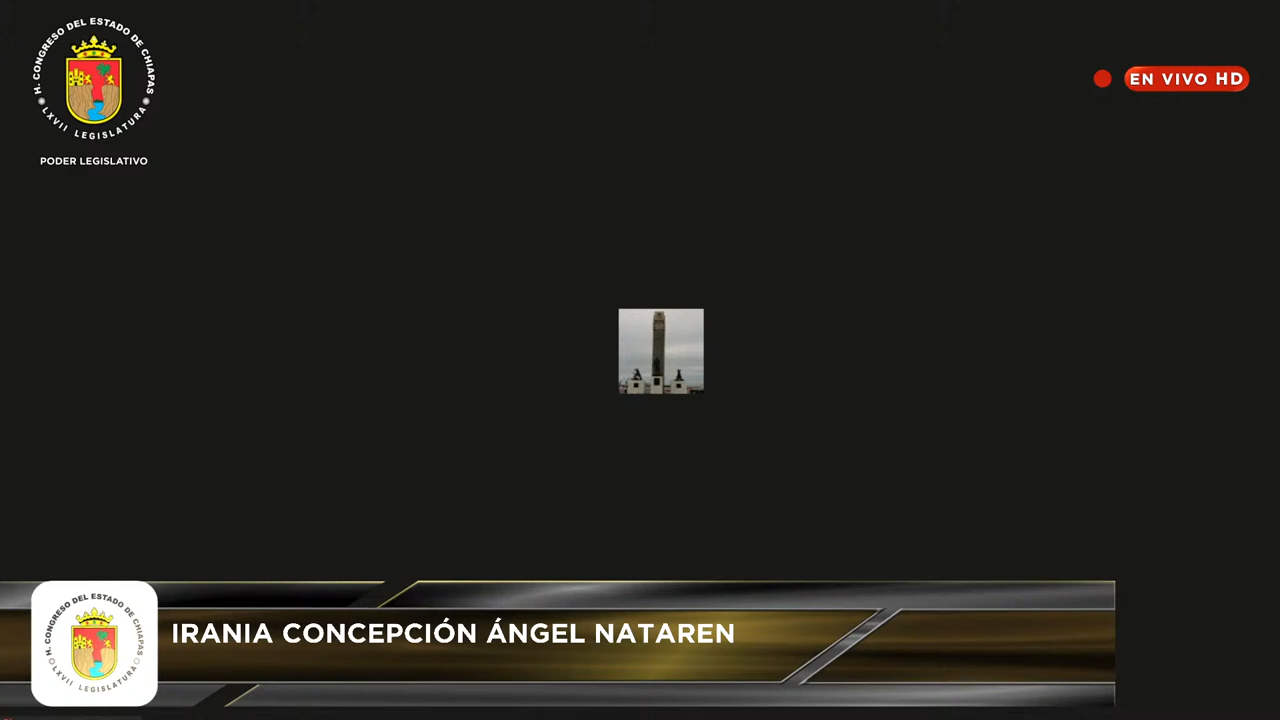 H. CONGRESO DEL ESTADO DE CHIAPAS
LXVII LEGISLATURA
PODER LEGISLATIVO
EN VIVO HD
H. CONGRESO DEL ESTADO DE CHIAPAS
LXVII LEGISLATURA
IRANIA CONCEPCIÓN ÁNGEL NATAREN